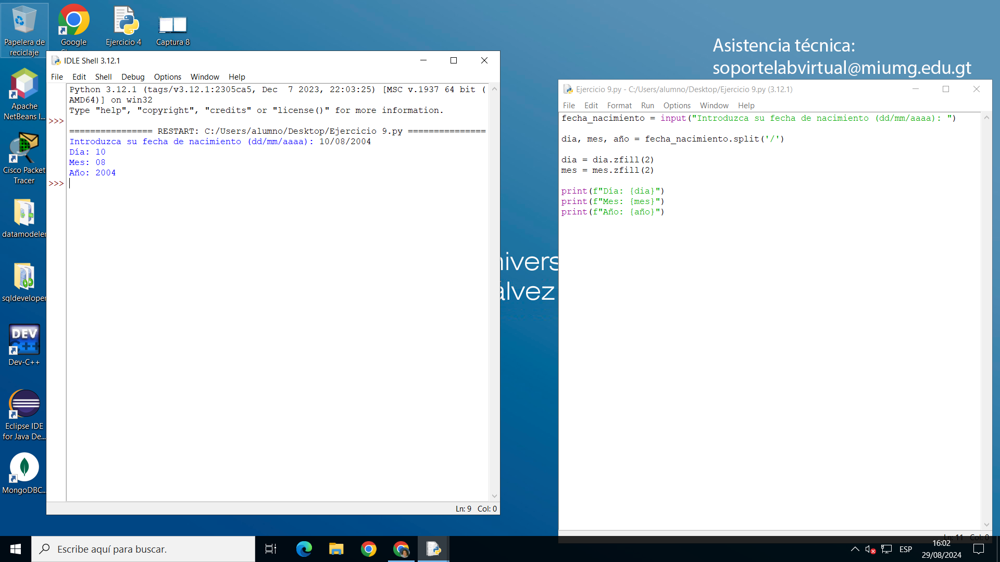 Papelera de
reciclaje
Google
Ejercicio 4
Captura 8
Apache
NetBeans I...
Cisco Packet
Tracer
datamodeler
sqldeveloper
DEV
C++
Dev-C++
Eclipse IDE
for Java De...
MongoDBC...
Asistencia técnica:
soportelabvirtual@miumg.edu.gt
IDLE Shell 3.12.1
File Edit Shell Debug Options Window Help
Python 3.12.1 (tags/v3.12.1:2305ca5, Dec  7 2023, 22:03:25) [MSC v.1937 64 bit (
AMD64)] on win32
Type "help", "copyright", "credits" or "license()" for more information.
>>>
================ RESTART: C:/Users/alumno/Desktop/Ejercicio 9.py ===============
Introduzca su fecha de nacimiento (dd/mm/aaaa): 10/08/2004
Día: 10
Mes: 08
Año: 2004
>>>
Ln: 9 Col: 0
nivers
álvez
Ejercicio 9.py - C:/Users/alumno/Desktop/Ejercicio 9.py (3.12.1)
File Edit Format Run Options Window Help
fecha_nacimiento = input("Introduzca su fecha de nacimiento (dd/mm/aaaa): ")
dia, mes, año = fecha_nacimiento.split('/')
dia = dia.zfill(2)
mes = mes.zfill(2)
print(f"Día: {dia}")
print(f"Mes: {mes}")
print(f"Año: {año}")
Ln: 11 Col: 0
Escribe aquí para buscar.
ESP
16:02
29/08/2024